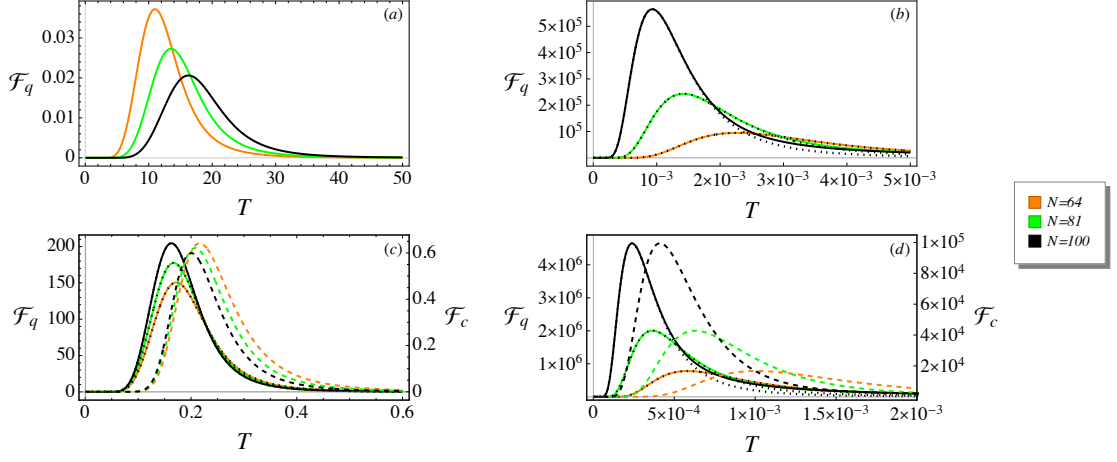 (a)
0.03
0.02
0.01
0
ℱq
0 10 20 30 40 50
T
(b)
5×10⁵
4×10⁵
3×10⁵
2×10⁵
10⁵
ℱq
0 10⁻³ 2×10⁻³ 3×10⁻³ 4×10⁻³ 5×10⁻³
T
N=64
N=81
N=100
(c)
200
150
100
50
0
ℱq
0.6
0.4
0.2
0.0
ℱc
0 0.2 0.4 0.6
T
(d)
4×10⁶
3×10⁶
2×10⁶
1×10⁶
ℱq
1×10⁵
8×10⁴
6×10⁴
4×10⁴
2×10⁴
ℱc
0 5×10⁻⁴ 1×10⁻³ 1.5×10⁻³ 2×10⁻³
T